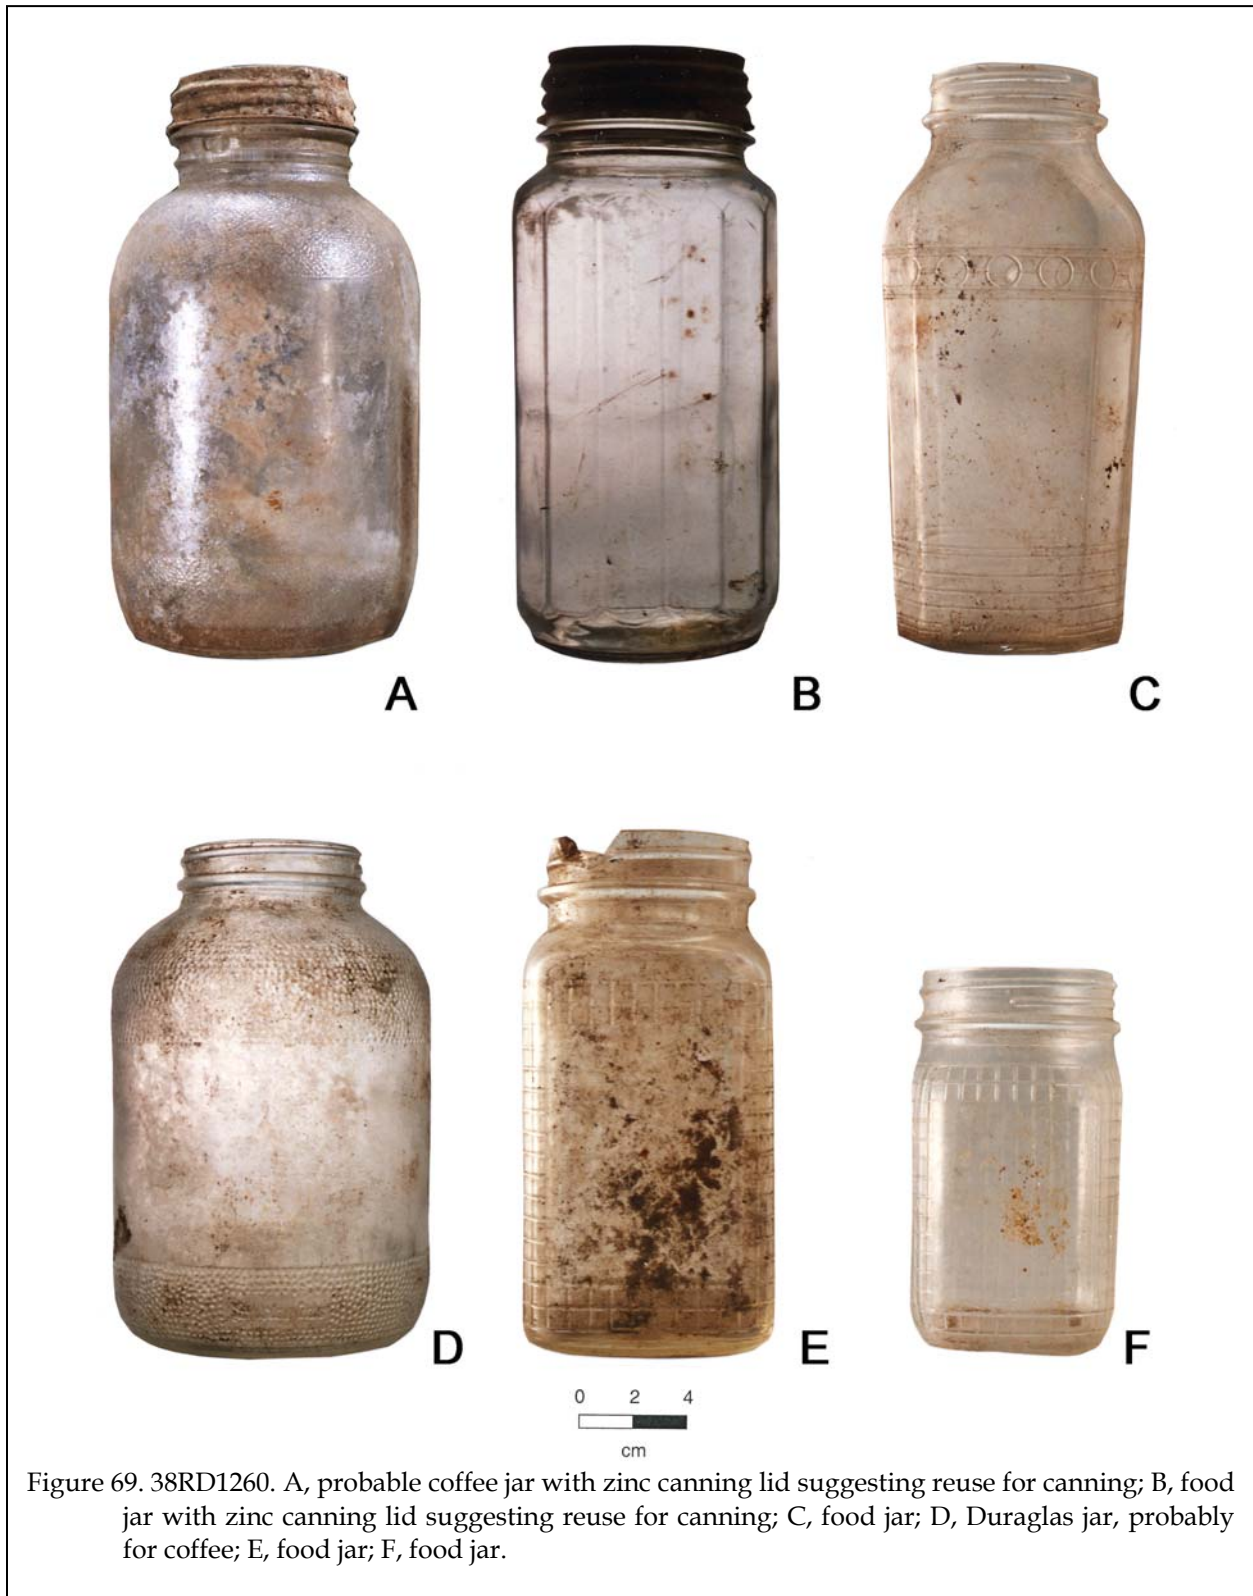 A
B
C
D
E
F
0 2 4
cm
Figure 69. 38RD1260. A, probable coffee jar with zinc canning lid suggesting reuse for canning; B, food
jar with zinc canning lid suggesting reuse for canning; C, food jar; D, Duraglas jar, probably
for coffee; E, food jar; F, food jar.